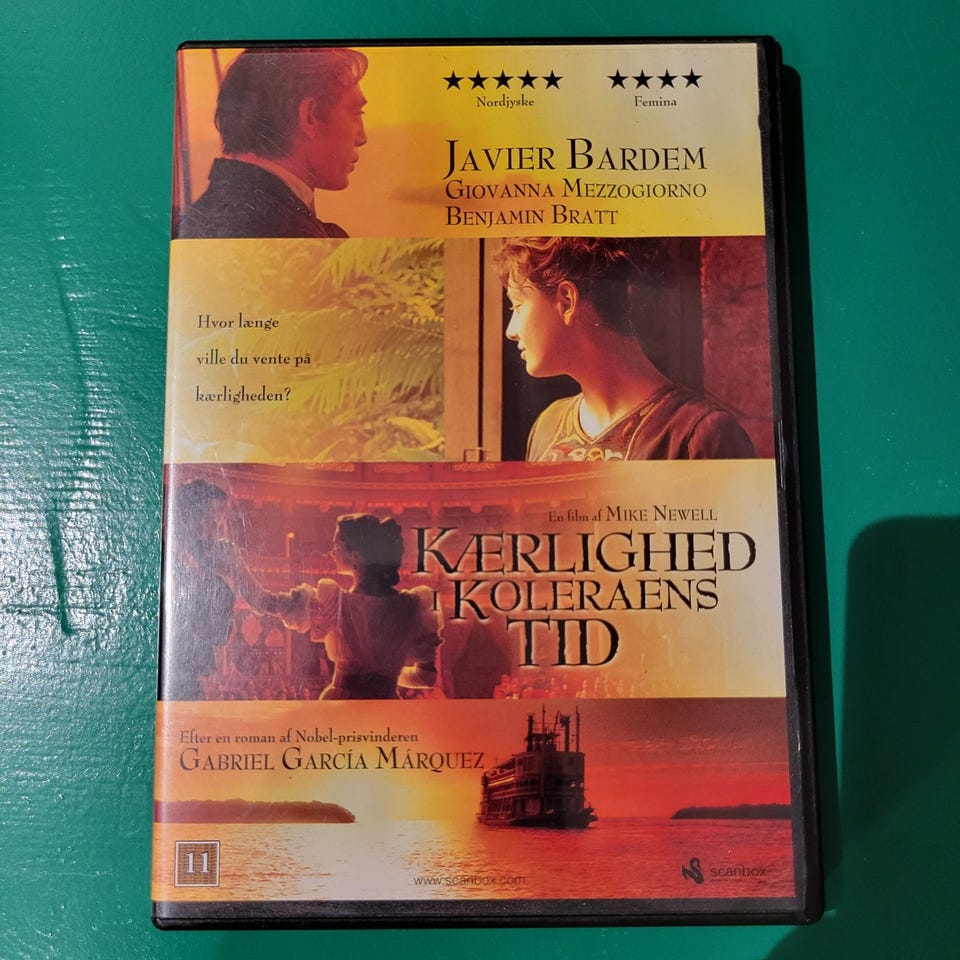 ★★★★★ ★★★★
Nordjyske Femina
JAVIER BARDEM
GIOVANNA MEZZOGIORNO
BENJAMIN BRATT
Hvor længe
ville du vente på
kærligheden?
En film af MIKE NEWELL
KÆRLIGHED
I KOLERAENS
TID
Efter en roman af Nobel-prisvinderen
GABRIEL GARCÍA MÁRQUEZ
11
www.scanbox.com
scanbox